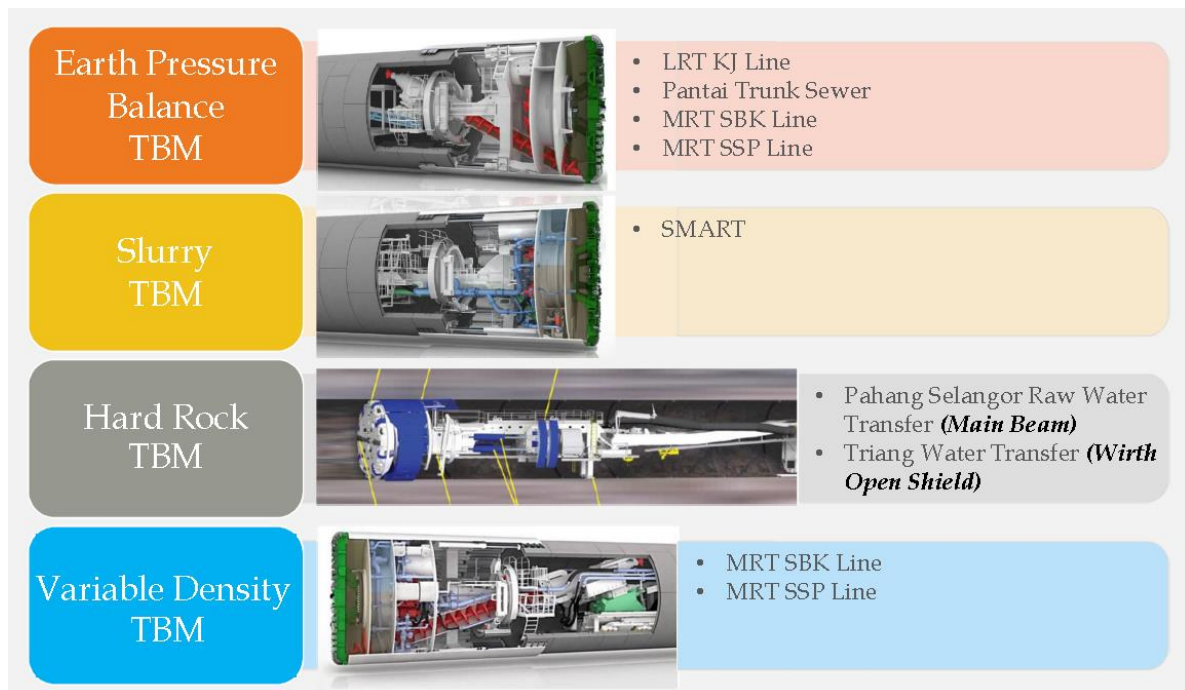 Earth Pressure
Balance
TBM
• LRT KJ Line
• Pantai Trunk Sewer
• MRT SBK Line
• MRT SSP Line
Slurry
TBM
• SMART
Hard Rock
TBM
• Pahang Selangor Raw Water
Transfer (Main Beam)
• Triang Water Transfer (Wirth
Open Shield)
Variable Density
TBM
• MRT SBK Line
• MRT SSP Line